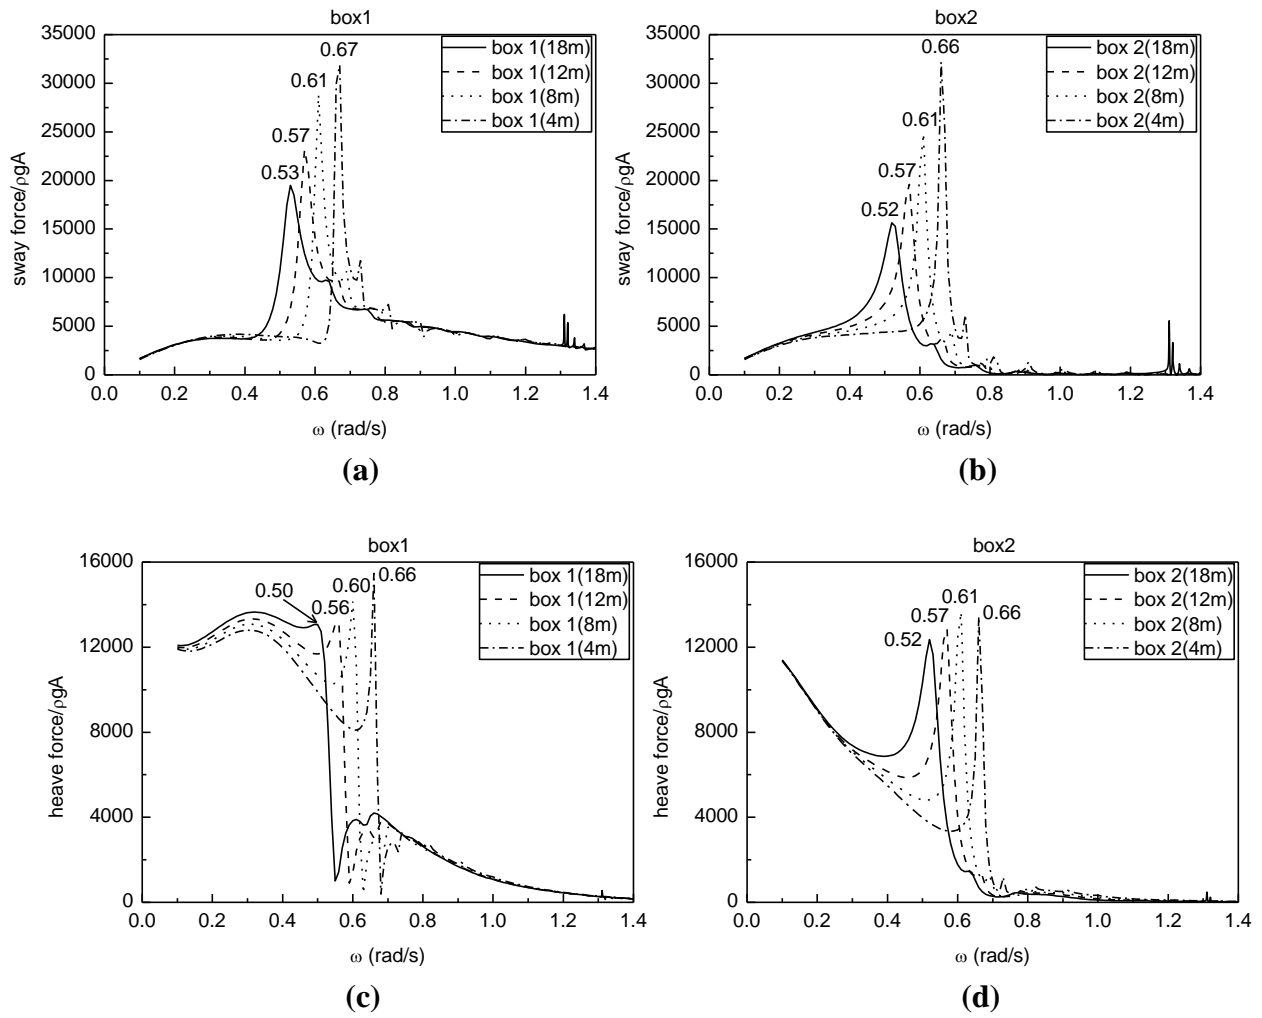 box1
35000
30000
25000
20000
15000
10000
5000
0
sway force/ρgA
0.53
0.57
0.61
0.67
box 1(18m)
box 1(12m)
box 1(8m)
box 1(4m)
0.0 0.2 0.4 0.6 0.8 1.0 1.2 1.4
ω (rad/s)
(a)
box2
35000
30000
25000
20000
15000
10000
5000
0
sway force/ρgA
0.52
0.57
0.61
0.66
box 2(18m)
box 2(12m)
box 2(8m)
box 2(4m)
0.0 0.2 0.4 0.6 0.8 1.0 1.2 1.4
ω (rad/s)
(b)
box1
16000
12000
8000
4000
0
heave force/ρgA
0.50
0.56
0.60
0.66
box 1(18m)
box 1(12m)
box 1(8m)
box 1(4m)
0.0 0.2 0.4 0.6 0.8 1.0 1.2 1.4
ω (rad/s)
(c)
box2
16000
12000
8000
4000
0
heave force/ρgA
0.52
0.57
0.61
0.66
box 2(18m)
box 2(12m)
box 2(8m)
box 2(4m)
0.0 0.2 0.4 0.6 0.8 1.0 1.2 1.4
ω (rad/s)
(d)